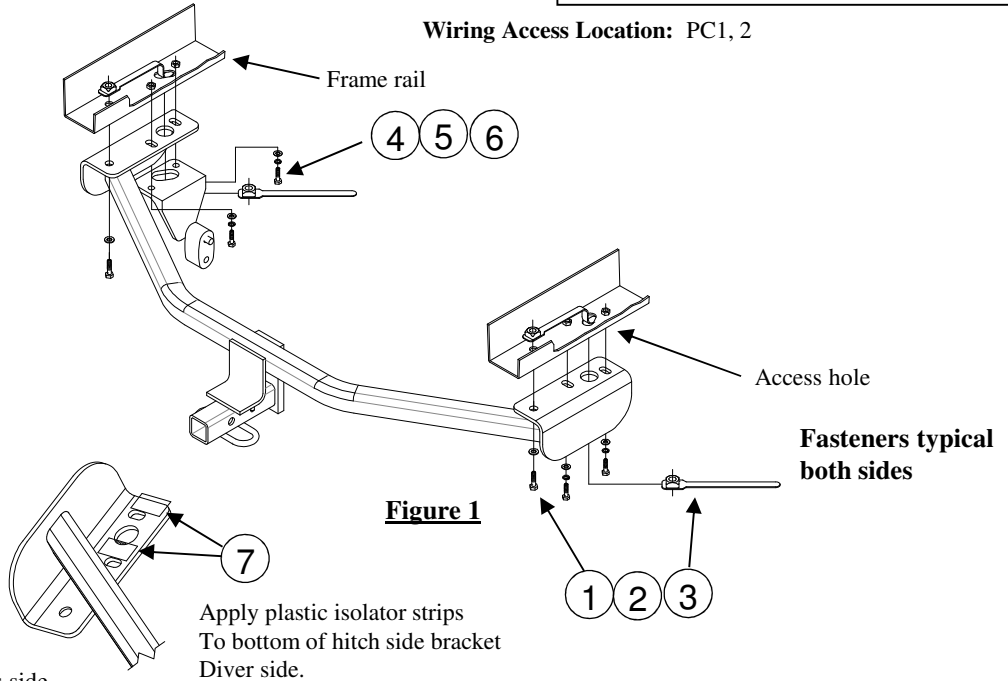 Wiring Access Location: PC1, 2
Frame rail
4 5 6
Access hole
Fasteners typical
both sides
Figure 1
7
1 2 3
Apply plastic isolator strips
To bottom of hitch side bracket
Diver side.
side